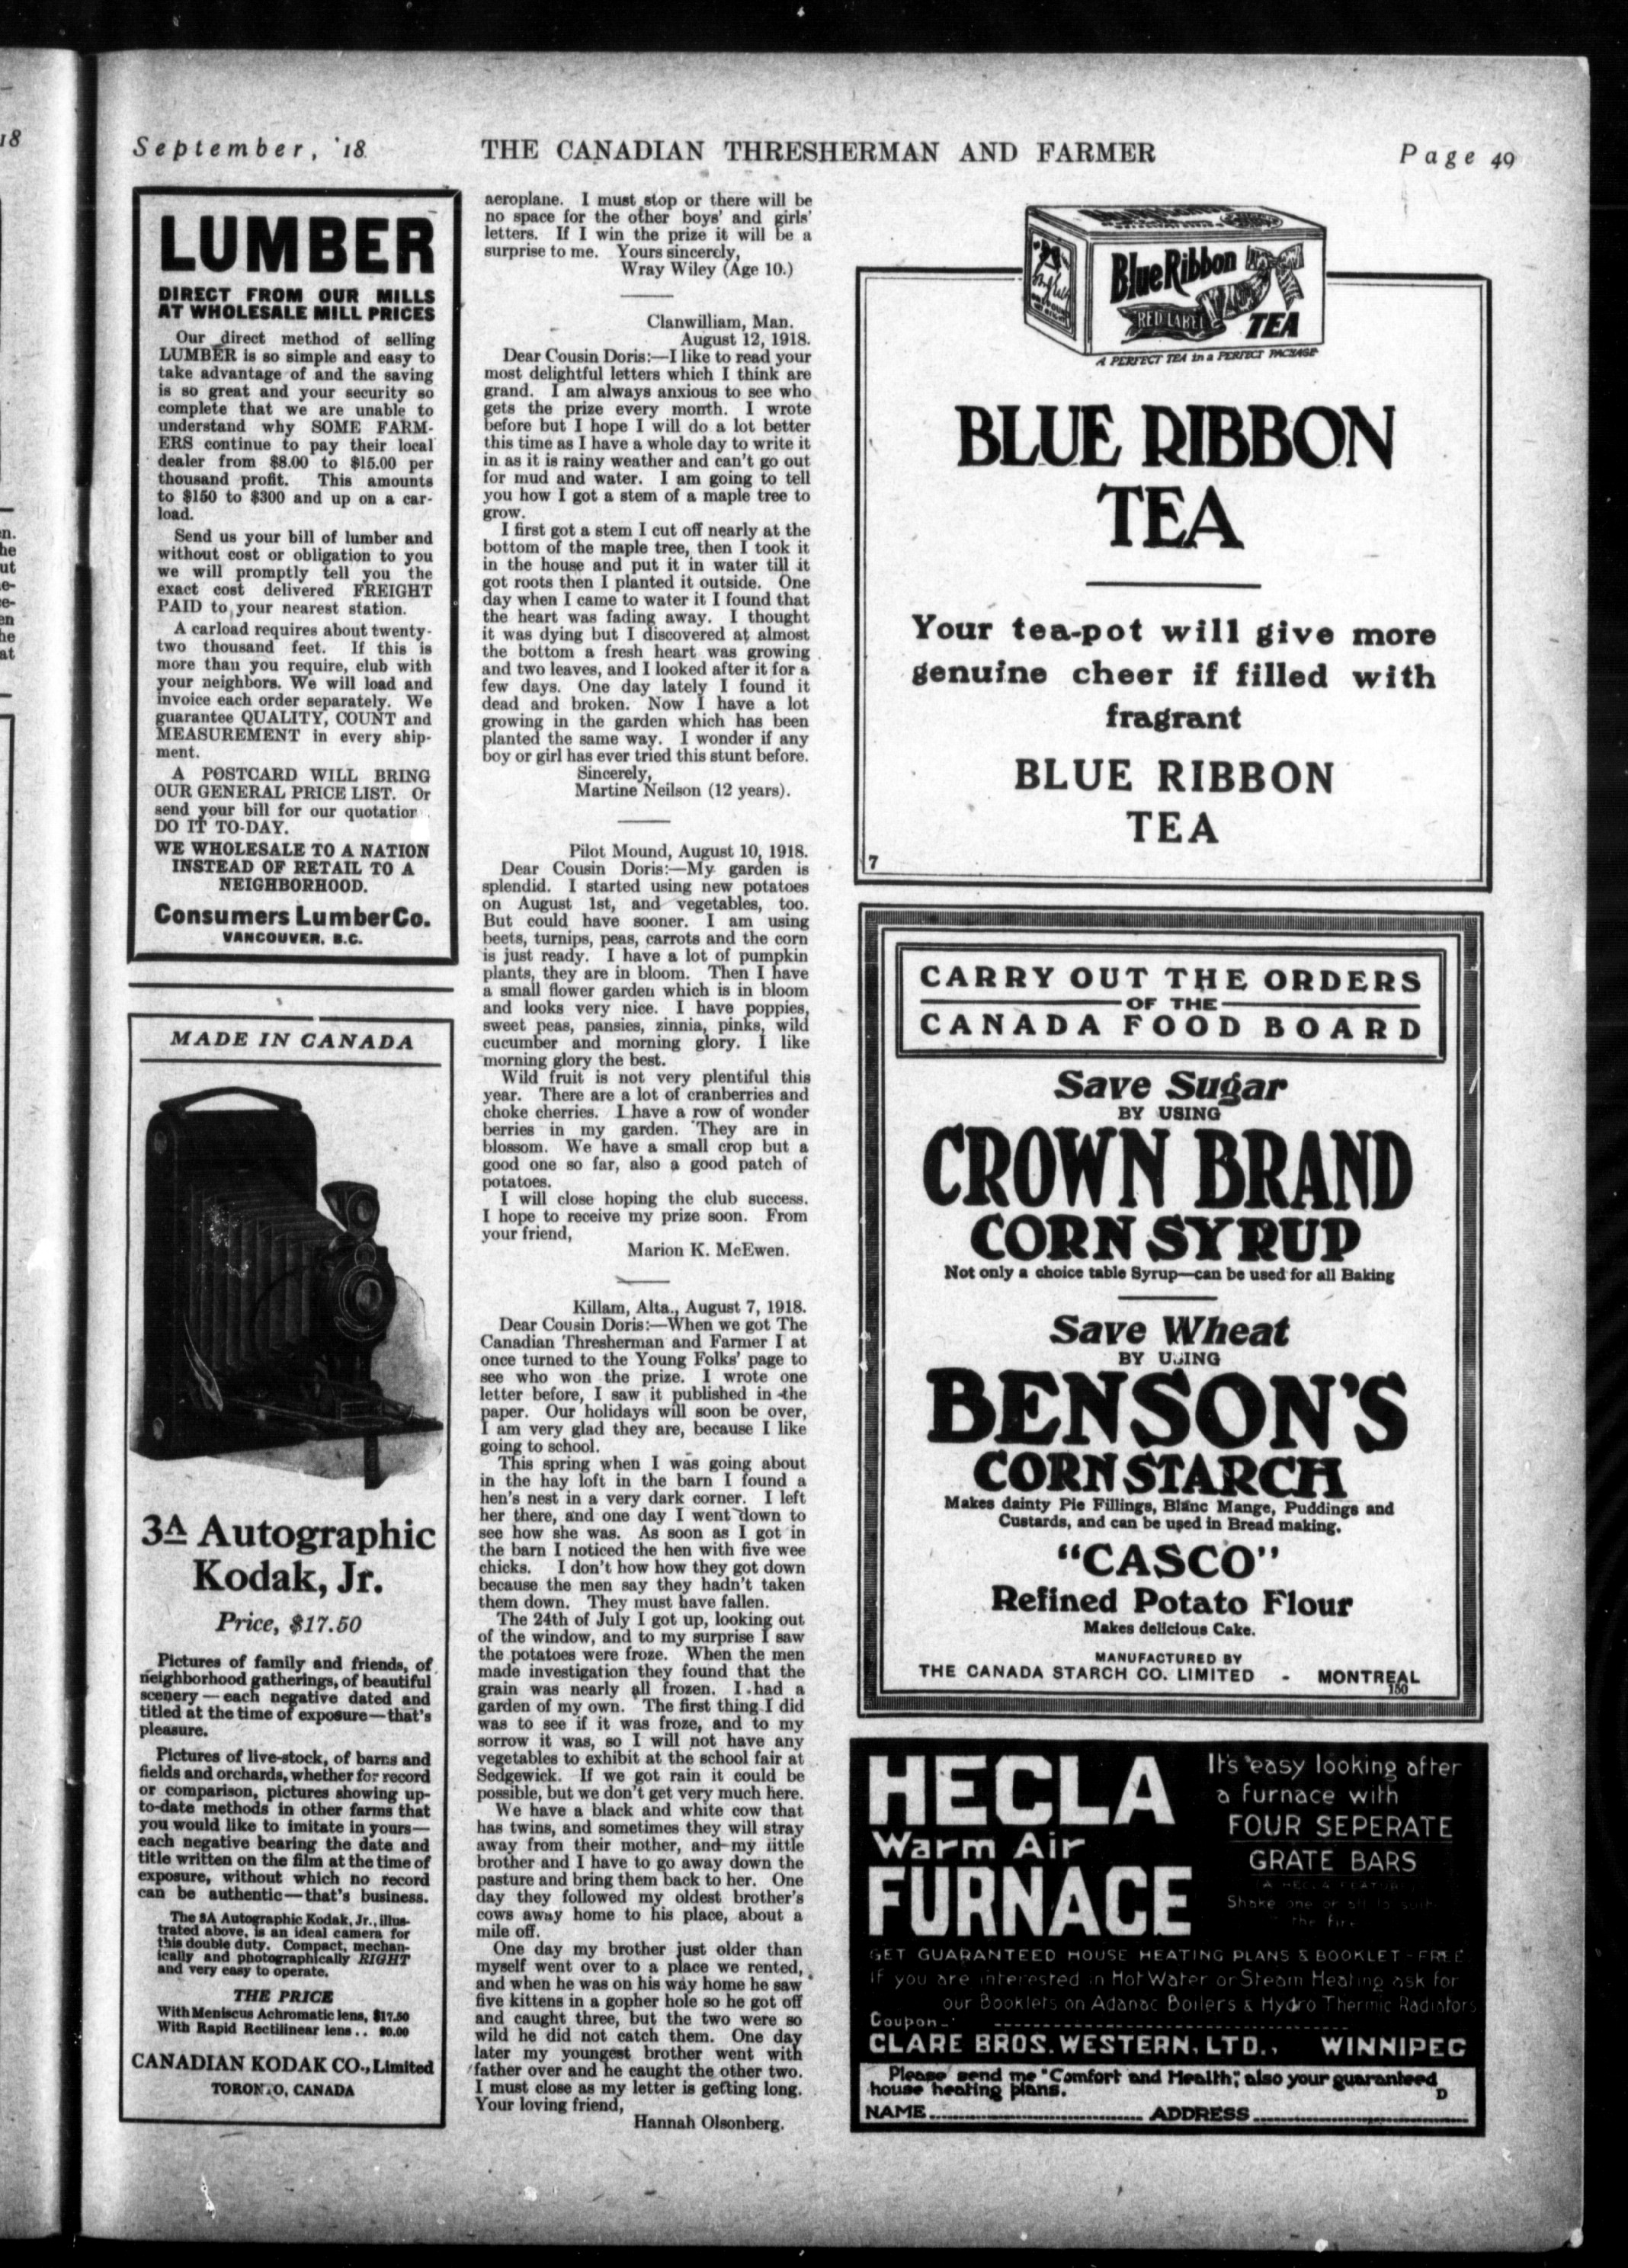 September, '18
THE CANADIAN THRESHERMAN AND FARMER
Page 49
LUMBER
DIRECT FROM OUR MILLS
AT WHOLESALE MILL PRICES
Our direct method of selling
LUMBER is so simple and easy to
take advantage of and the saving
is so great and your security so
complete that we are unable to
understand why SOME FARM-
ERS continue to pay their local
dealer from $8.00 to $15.00 per
thousand profit. This amounts
to $150 to $300 and up on a car-
load.
Send us your bill of lumber and
without cost or obligation to you
we will promptly tell you the
exact cost delivered FREIGHT
PAID to your nearest station.
A carload requires about twenty-
two thousand feet. If this is
more than you require, club with
your neighbors. We will load and
invoice each order separately. We
guarantee QUALITY, COUNT and
MEASUREMENT in every ship-
ment.
A POSTCARD WILL BRING
OUR GENERAL PRICE LIST. Or
send your bill for our quotation
DO IT TO-DAY.
WE WHOLESALE TO A NATION
INSTEAD OF RETAIL TO A
NEIGHBORHOOD.
Consumers Lumber Co.
VANCOUVER, B.C.
MADE IN CANADA
3A Autographic
Kodak, Jr.
Price, $17.50
Pictures of family and friends, of
neighborhood gatherings, of beautiful
scenery—each negative dated and
titled at the time of exposure—that's
pleasure.
Pictures of live-stock, of barns and
fields and orchards, whether for record
or comparison, pictures showing up-
to-date methods in other farms that
you would like to imitate in yours—
each negative bearing the date and
title written on the film at the time of
exposure, without which no record
can be authentic—that's business.
The 3A Autographic Kodak, Jr., illus-
trated above, is an ideal camera for
this double duty. Compact, mechan-
ically and photographically RIGHT
and very easy to operate.
THE PRICE
With Meniscus Achromatic lens, $17.50
With Rapid Rectilinear lens . .
CANADIAN KODAK CO., Limited
TORONTO, CANADA
aeroplane. I must stop or there will be
no space for the other boys' and girls'
letters. If I win the prize it will be a
surprise to me. Yours sincerely,
Wray Wiley (Age 10.)
Clanwilliam, Man.
August 12, 1918.
Dear Cousin Doris:—I like to read your
most delightful letters which I think are
grand. I am always anxious to see who
gets the prize every month. I wrote
before but I hope I will do a lot better
this time as I have a whole day to write it
in as it is rainy weather and can't go out
for mud and water. I am going to tell
you how I got a stem of a maple tree to
grow.
I first got a stem I cut off nearly at the
bottom of the maple tree, then I took it
in the house and put it in water till it
got roots then I planted it outside. One
day when I came to water it I found that
the heart was fading away. I thought
it was dying but I discovered at almost
the bottom a fresh heart was growing
and two leaves, and I looked after it for a
few days. One day lately I found it
dead and broken. Now I have a lot
growing in the garden which has been
planted the same way. I wonder if any
boy or girl has ever tried this stunt before.
Sincerely,
Martine Neilson (12 years).
Pilot Mound, August 10, 1918.
Dear Cousin Doris:—My garden is
splendid. I started using new potatoes
on August 1st, and vegetables, too.
But could have sooner. I am using
beets, turnips, peas, carrots and the corn
is just ready. I have a lot of pumpkin
plants, they are in bloom. Then I have
a small flower garden which is in bloom
and looks very nice. I have poppies,
sweet peas, pansies, zinnia, pinks, wild
cucumber and morning glory. I like
morning glory the best.
Wild fruit is not very plentiful this
year. There are a lot of cranberries and
choke cherries. I have a row of wonder
berries in my garden. They are in
blossom. We have a small crop but a
good one so far, also a good patch of
potatoes.
I will close hoping the club success.
I hope to receive my prize soon. From
your friend,
Marion K. McEwen.
Killam, Alta., August 7, 1918.
Dear Cousin Doris:—When we got The
Canadian Thresherman and Farmer I at
once turned to the Young Folks' page to
see who won the prize. I wrote one
letter before, I saw it published in the
paper. Our holidays will soon be over,
I am very glad they are, because I like
going to school.
This spring when I was going about
in the hay loft in the barn I found a
hen's nest in a very dark corner. I left
her there, and one day I went down to
see how she was. As soon as I got in
the barn I noticed the hen with five wee
chicks. I don't how how they got down
because the men say they hadn't taken
them down. They must have fallen.
The 24th of July I got up, looking out
of the window, and to my surprise I saw
the potatoes were froze. When the men
made investigation they found that the
grain was nearly all frozen. I had a
garden of my own. The first thing I did
was to see if it was froze, and to my
sorrow it was, so I will not have any
vegetables to exhibit at the school fair at
Sedgewick. If we got rain it could be
possible, but we don't get very much here.
We have a black and white cow that
has twins, and sometimes they will stray
away from their mother, and my little
brother and I have to go away down the
pasture and bring them back to her. One
day they followed my oldest brother's
cows away home to his place, about a
mile off.
One day my brother just older than
myself went over to a place we rented,
and when he was on his way home he saw
five kittens in a gopher hole so he got off
and caught three, but the two were so
wild he did not catch them. One day
later my youngest brother went with
father over and he caught the other two.
I must close as my letter is getting long.
Your loving friend,
Hannah Olsonberg.
Blue Ribbon
RED LABEL
TEA
A PERFECT TEA in a PERFECT PACKAGE
BLUE RIBBON
TEA
Your tea-pot will give more
genuine cheer if filled with
fragrant
BLUE RIBBON
TEA
7
CARRY OUT THE ORDERS
OF THE
CANADA FOOD BOARD
Save Sugar
BY USING
CROWN BRAND
CORN SYRUP
Not only a choice table Syrup—can be used for all Baking
Save Wheat
BY USING
BENSON'S
CORN STARCH
Makes dainty Pie Fillings, Blanc Mange, Puddings and
Custards, and can be used in Bread making.
"CASCO"
Refined Potato Flour
Makes delicious Cake.
MANUFACTURED BY
THE CANADA STARCH CO. LIMITED - MONTREAL
150
HECLA
Warm Air
FURNACE
It's easy looking after
a furnace with
FOUR SEPERATE
GRATE BARS
(A HECLA FEATURE)
Shake one or all to suit
the fire
GET GUARANTEED HOUSE HEATING PLANS & BOOKLET - FREE
If you are interested in Hot Water or Steam Heating ask for
our Booklets on Adanac Boilers & Hydro Thermic Radiators
Coupon
CLARE BROS. WESTERN, LTD., WINNIPEG
Please send me "Comfort and Health"; also your guaranteed
house heating plans. D
NAME ADDRESS